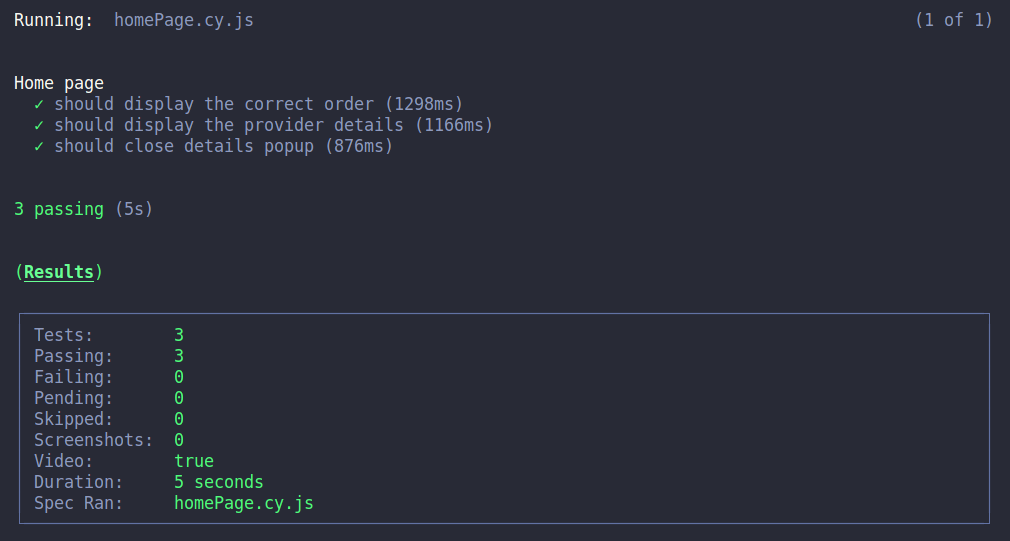 Running:  homePage.cy.js (1 of 1)
Home page
✓ should display the correct order (1298ms)
✓ should display the provider details (1166ms)
✓ should close details popup (876ms)
3 passing (5s)
(Results)
Tests: 3
Passing: 3
Failing: 0
Pending: 0
Skipped: 0
Screenshots: 0
Video: true
Duration: 5 seconds
Spec Ran: homePage.cy.js